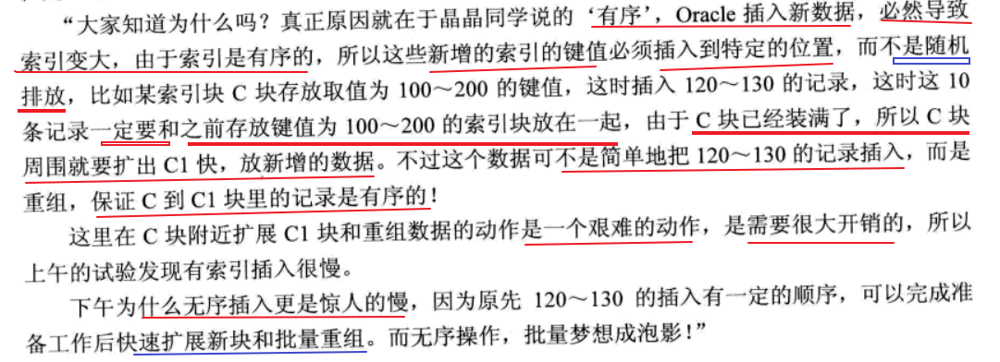 “大家知道为什么吗？真正原因就在于晶晶同学说的‘有序’，Oracle 插入新数据，必然导致
索引变大，由于索引是有序的，所以这些新增的索引的键值必须插入到特定的位置，而不是随机
排放，比如某索引块 C 块存放取值为 100～200 的键值，这时插入 120～130 的记录，这时这 10
条记录一定要和之前存放键值为 100～200 的索引块放在一起，由于 C 块已经装满了，所以 C 块
周围就要扩出 C1 快，放新增的数据。不过这个数据可不是简单地把 120～130 的记录插入，而是
重组，保证 C 到 C1 块里的记录是有序的！
这里在 C 块附近扩展 C1 块和重组数据的动作是一个艰难的动作，是需要很大开销的，所以
上午的试验发现有索引插入很慢。
下午为什么无序插入更是惊人的慢，因为原先 120～130 的插入有一定的顺序，可以完成准
备工作后快速扩展新块和批量重组。而无序操作，批量梦想成泡影！”